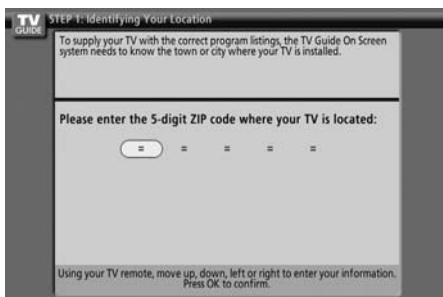 TV
GUIDE
STEP 1: Identifying Your Location
To supply your TV with the correct program listings, the TV Guide On Screen
system needs to know the town or city where your TV is installed.
Please enter the 5-digit ZIP code where your TV is located:
= = = = =
Using your TV remote, move up, down, left or right to enter your information.
Press OK to confirm.